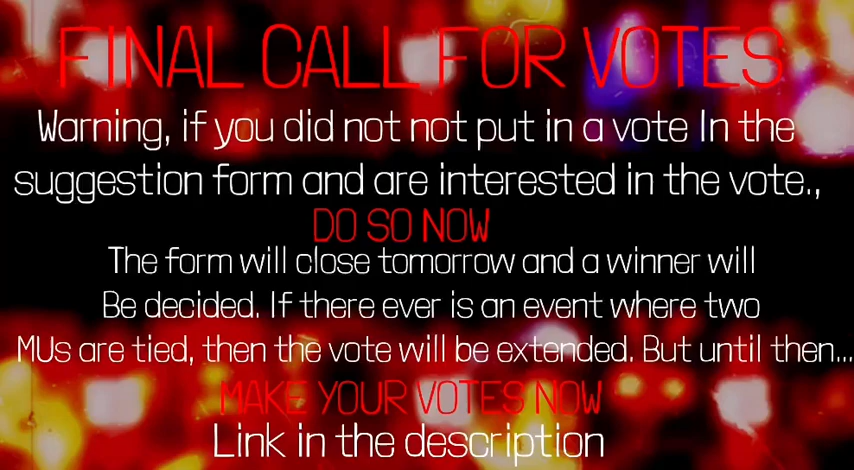 FINAL CALL FOR VOTES
Warning, if you did not not put in a vote In the
suggestion form and are interested in the vote.,
DO SO NOW
The form will close tomorrow and a winner will
Be decided. If there ever is an event where two
MUs are tied, then the vote will be extended. But until then...
MAKE YOUR VOTES NOW
Link in the description